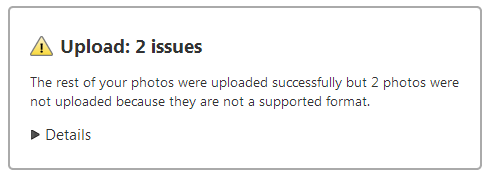 Upload: 2 issues
The rest of your photos were uploaded successfully but 2 photos were
not uploaded because they are not a supported format.
Details